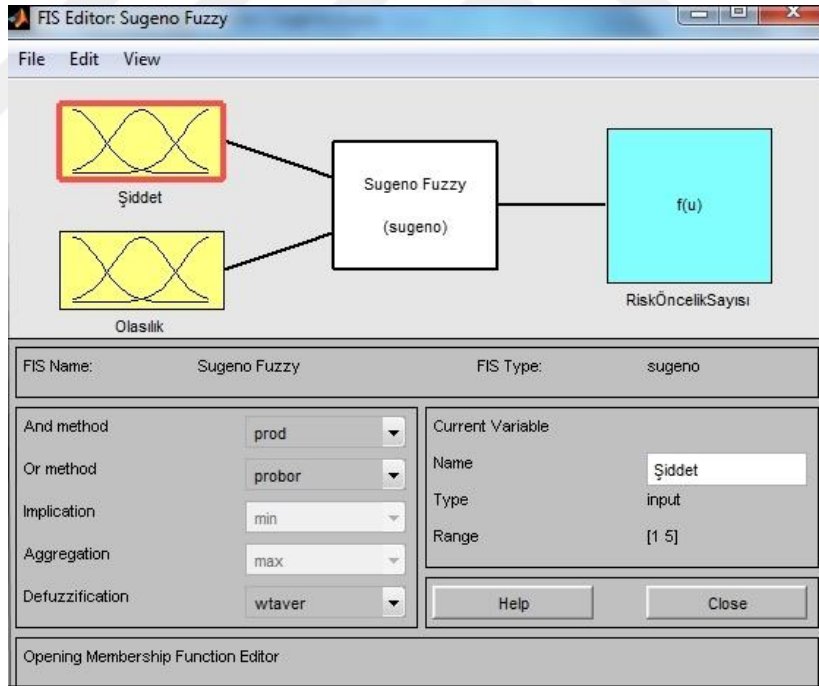 FIS Editor: Sugeno Fuzzy
File Edit View
Şiddet
Olasılık
Sugeno Fuzzy
(sugeno)
f(u)
RiskÖncelikSayısı
FIS Name: Sugeno Fuzzy FIS Type: sugeno
And method prod
Or method probor
Implication min
Aggregation max
Defuzzification wtaver
Current Variable
Name Şiddet
Type input
Range [1 5]
Help Close
Opening Membership Function Editor